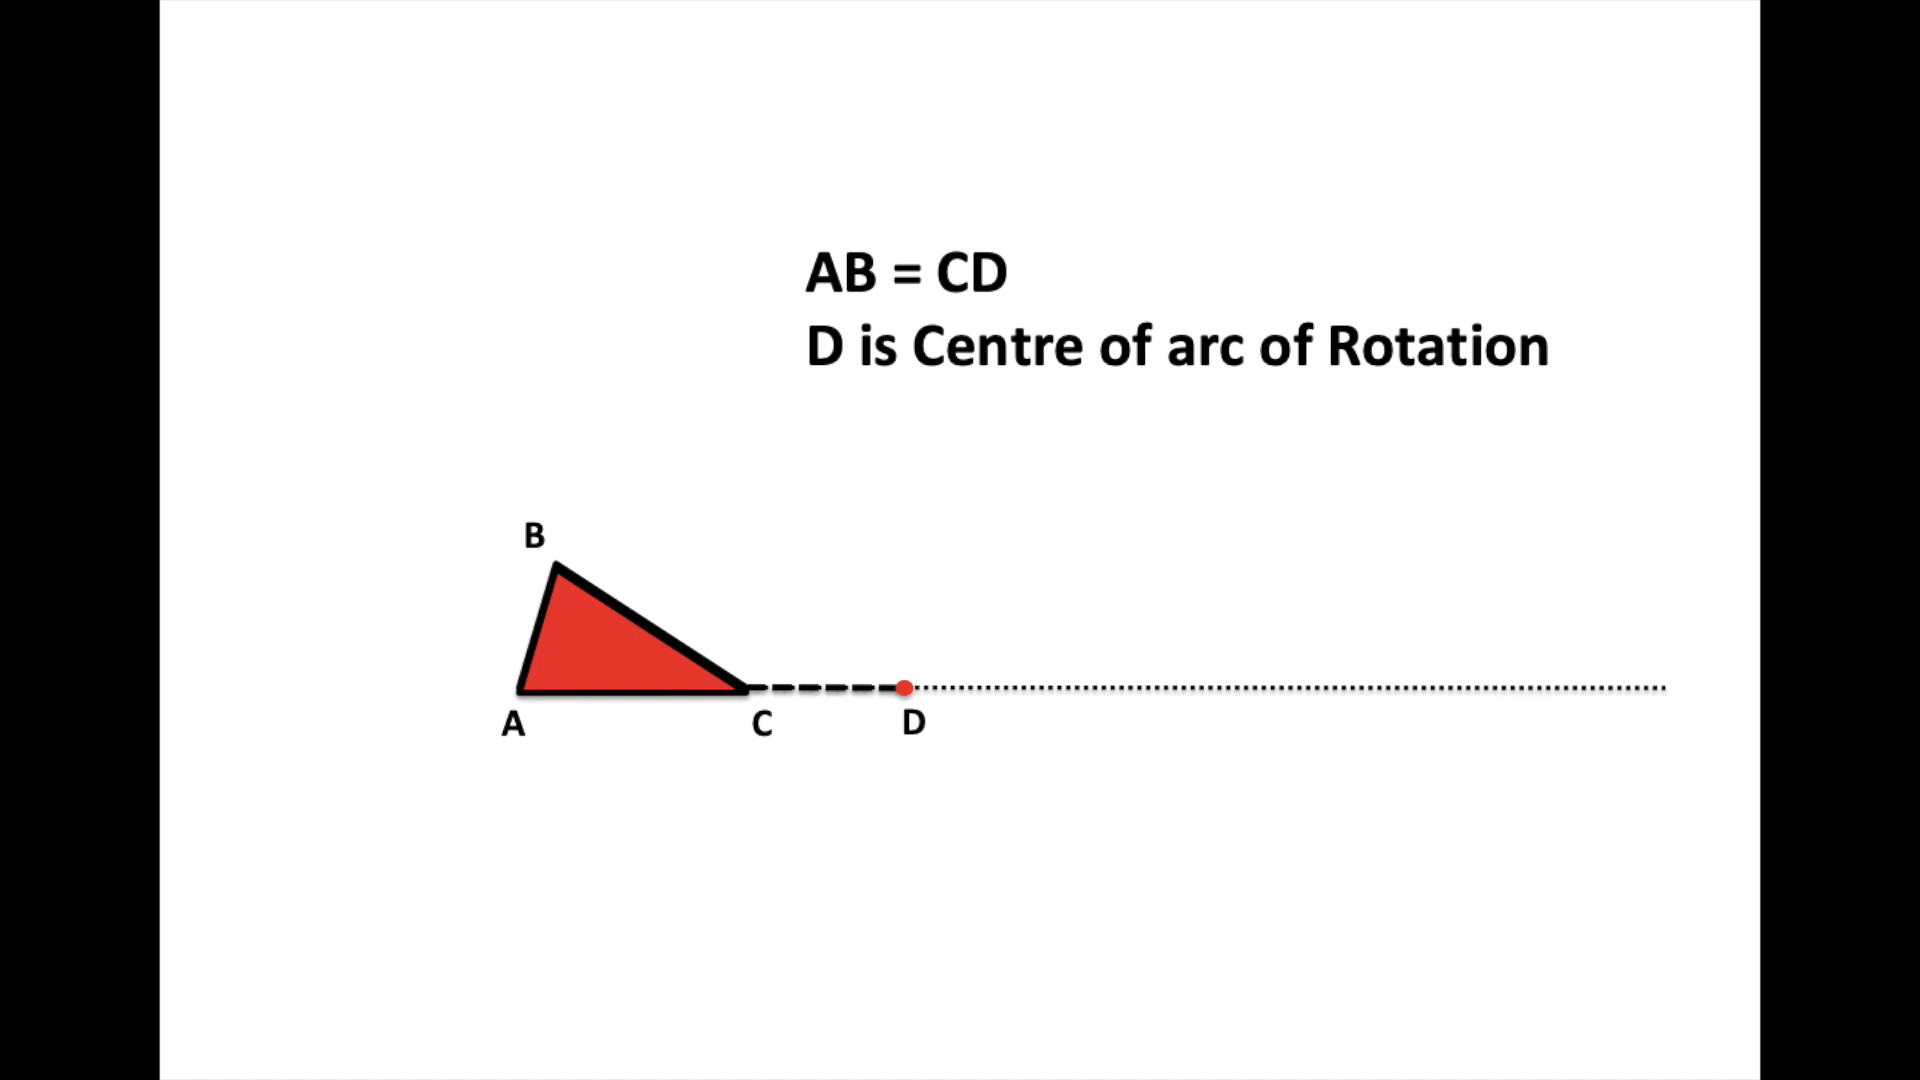 AB = CD
D is Centre of arc of Rotation
B
A
C
D